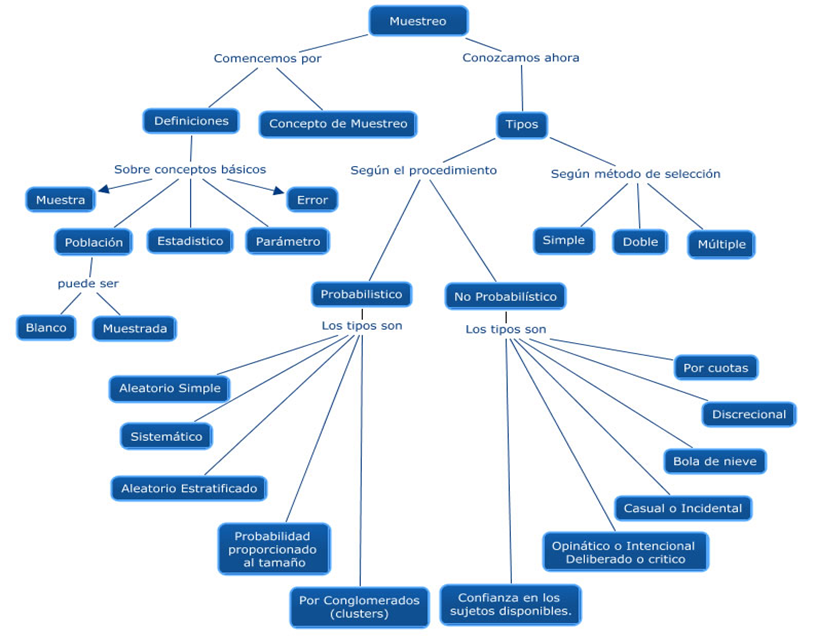 Muestreo
Comencemos por
Conozcamos ahora
Definiciones
Concepto de Muestreo
Tipos
Sobre conceptos básicos
Según el procedimiento
Según método de selección
Muestra
Error
Población
Estadistico
Parámetro
Simple
Doble
Múltiple
puede ser
Blanco
Muestrada
Probabilistico
No Probabilístico
Los tipos son
Los tipos son
Aleatorio Simple
Sistemático
Aleatorio Estratificado
Probabilidad
proporcionado
al tamaño
Por Conglomerados
(clusters)
Por cuotas
Discrecional
Bola de nieve
Casual o Incidental
Opinático o Intencional
Deliberado o critico
Confianza en los
sujetos disponibles.